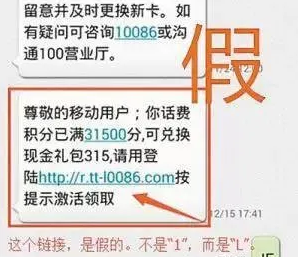 留意并及时更换新卡。如
有疑问可咨询10086或沟
通100营业厅。
假
尊敬的移动用户；你话费
积分已满31500分,可兑换
现金礼包315,请用登
陆http://r.tt-l0086.com按
提示激活领取
12/15 17:41
这个链接，是假的。不是“1”，而是“L”。